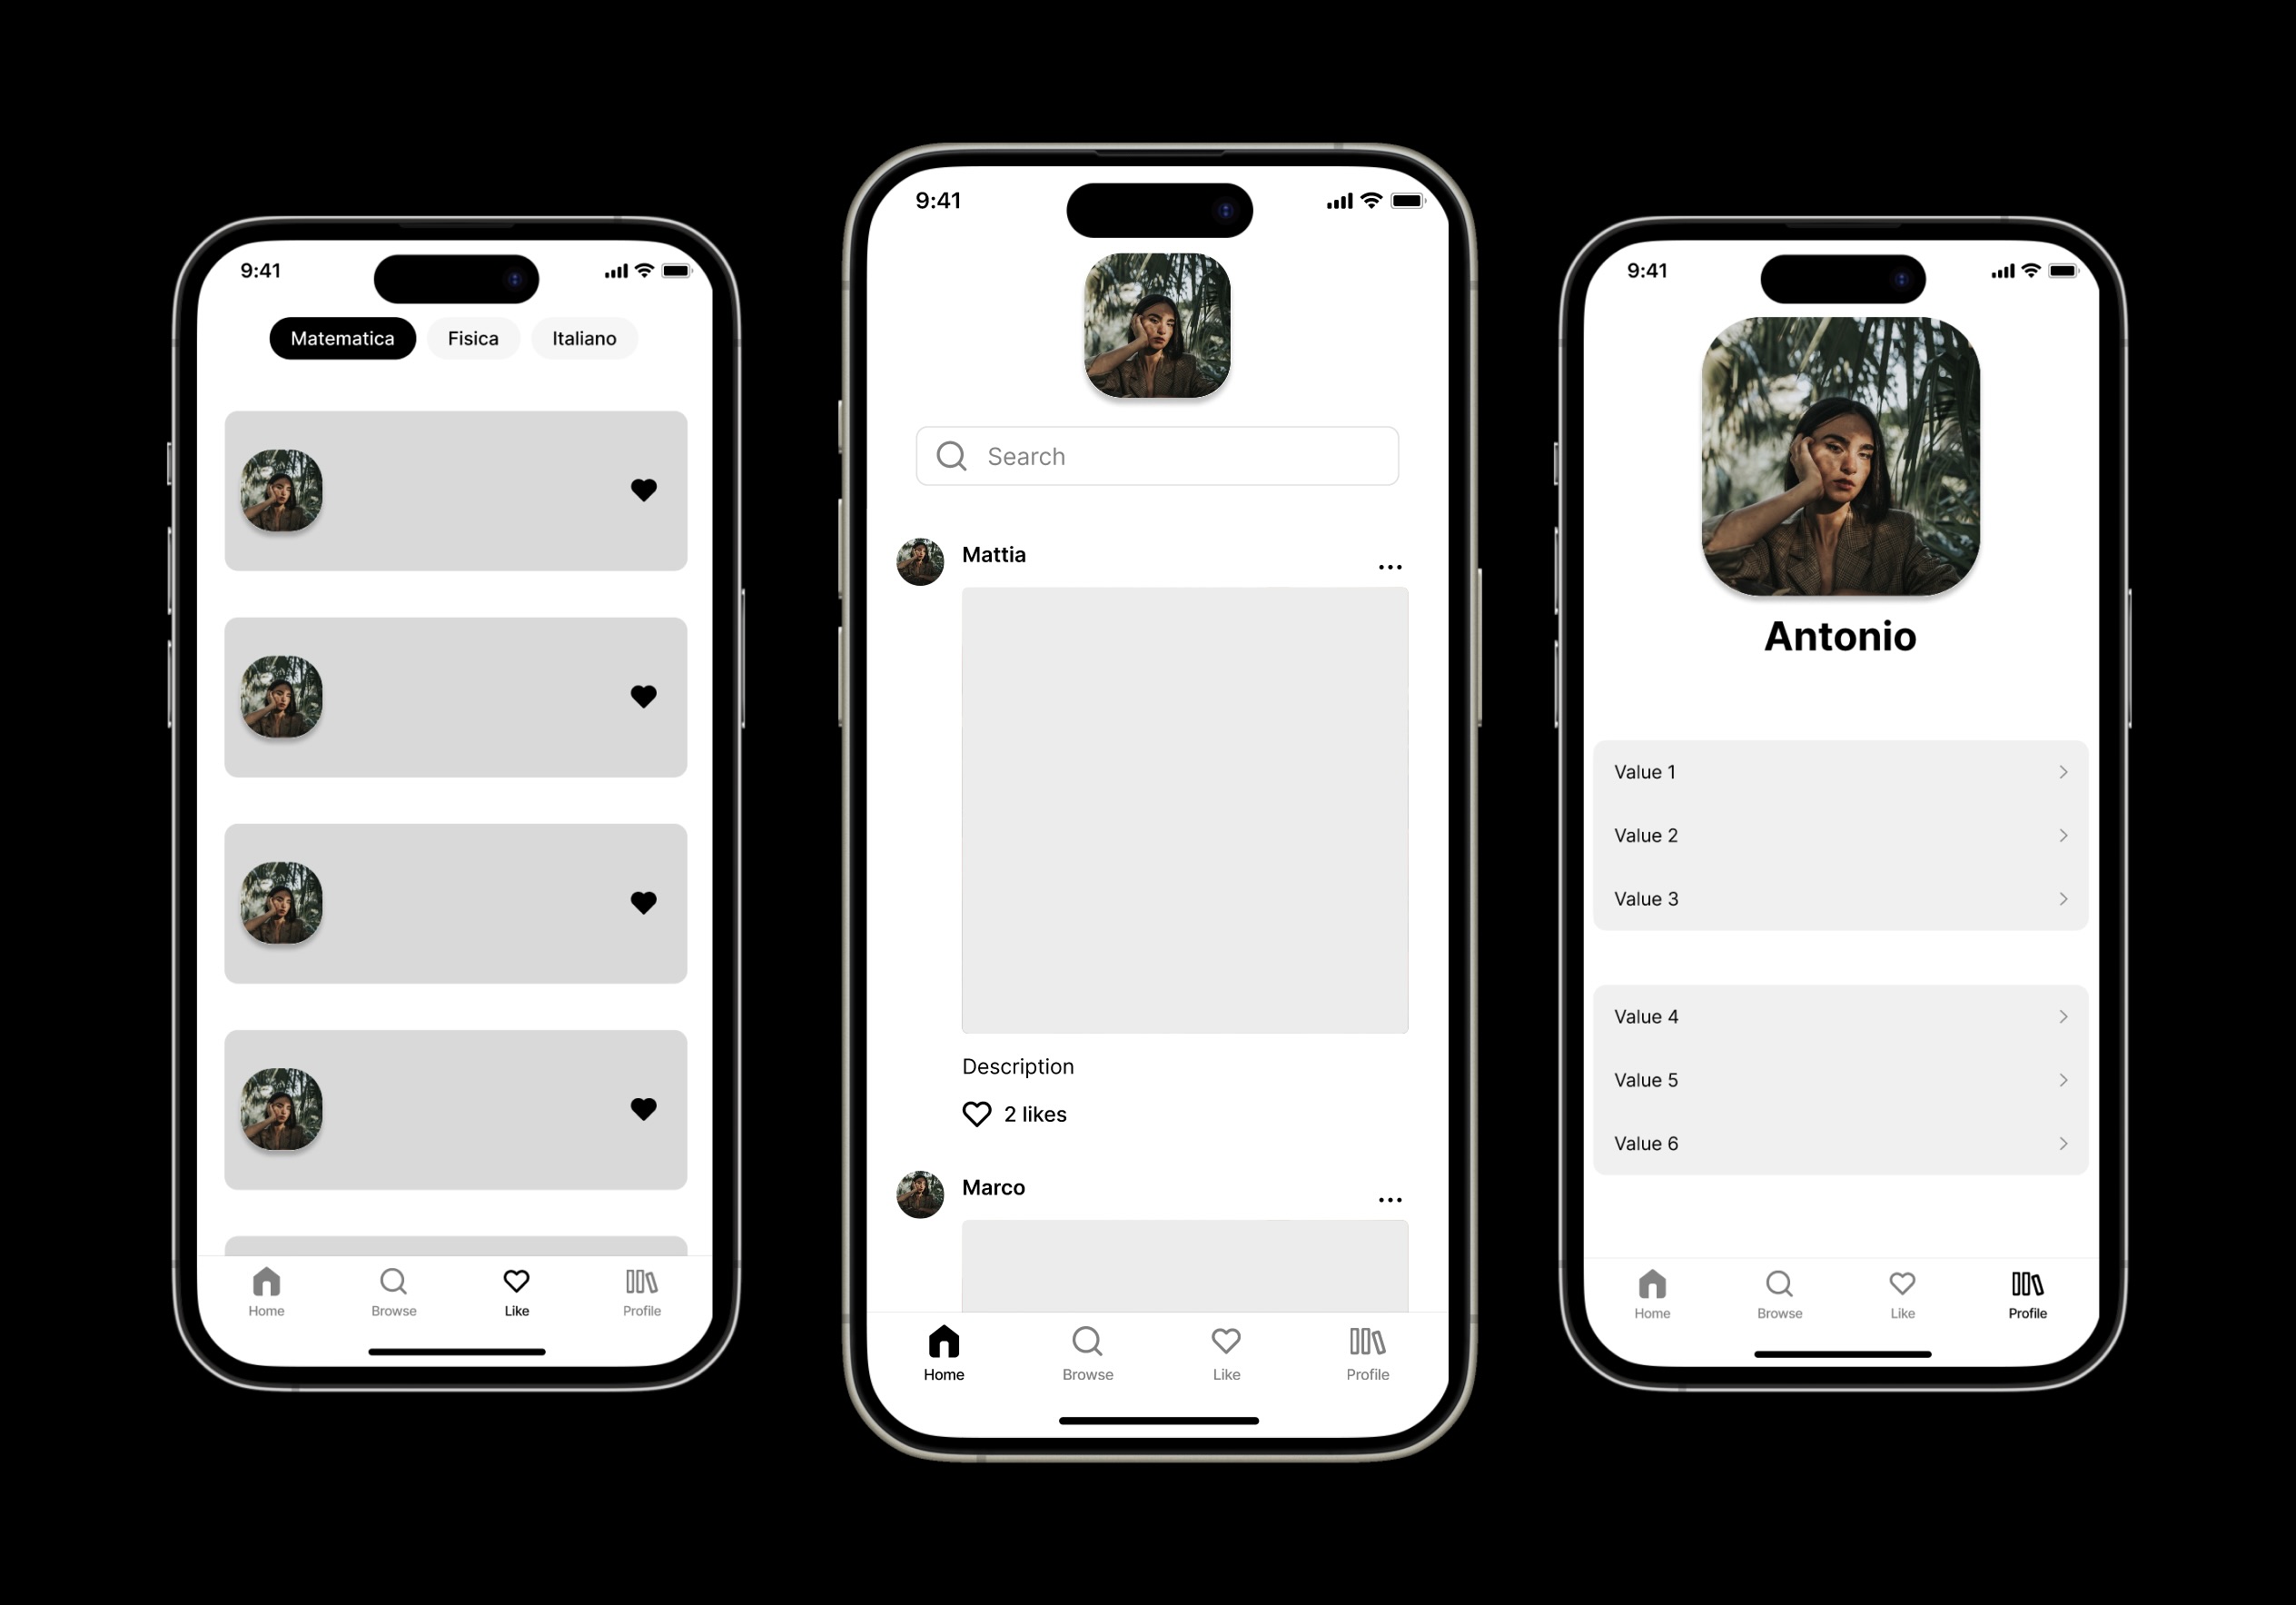 9:41
Matematica
Fisica
Italiano
Home
Browse
Like
Profile
9:41
Search
Mattia
Description
2 likes
Marco
Home
Browse
Like
Profile
9:41
Antonio
Value 1
Value 2
Value 3
Value 4
Value 5
Value 6
Home
Browse
Like
Profile